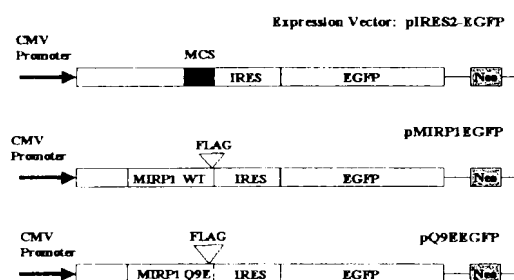 Expression Vector: pIRES2-EGFP
CMV
Promoter
MCS
IRES
EGFP
Neo
pMIRP1EGFP
CMV
Promoter
FLAG
MIRP1 WT
IRES
EGFP
Neo
pQ9EEGFP
CMV
Promoter
FLAG
MIRP1 Q9E
IRES
EGFP
Neo